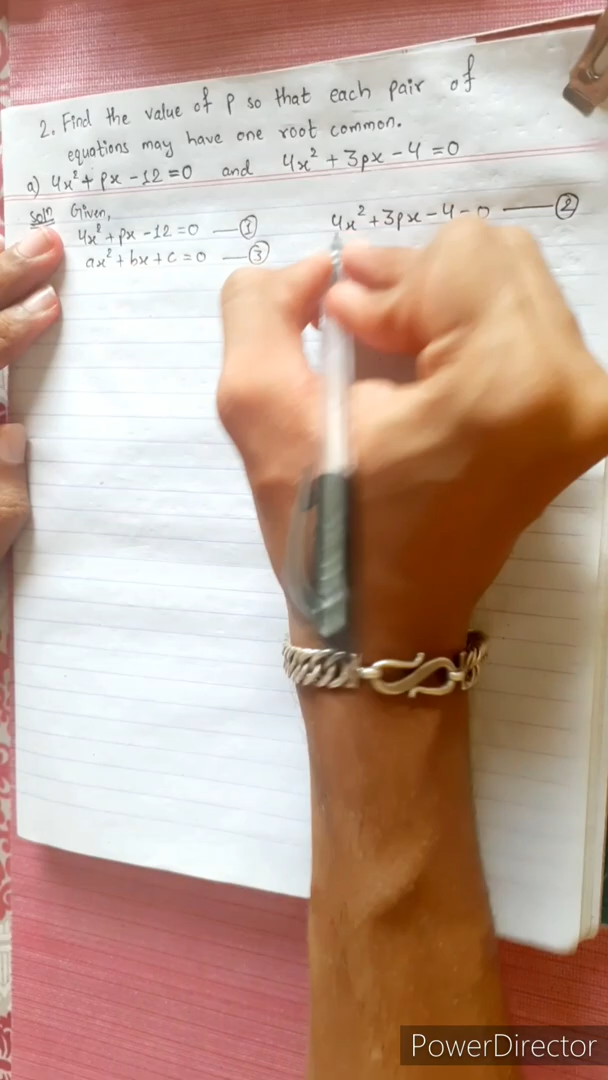 2. Find the value of p so that each pair of
equations may have one root common.
a) 4x² + px - 12 = 0 and 4x² + 3px - 4 = 0
Soln Given,
4x² + px - 12 = 0 — ① 4x² + 3px - 4 = 0 — ②
ax² + bx + c = 0 — ③
PowerDirector